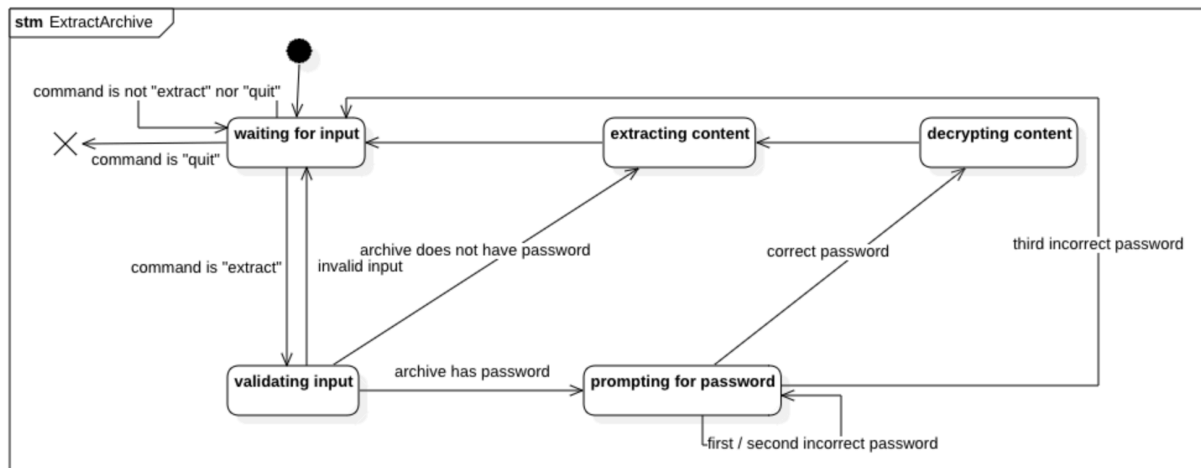 stm ExtractArchive
command is not "extract" nor "quit"
waiting for input
extracting content
decrypting content
command is "quit"
archive does not have password
correct password
third incorrect password
command is "extract"
invalid input
archive has password
validating input
prompting for password
first / second incorrect password